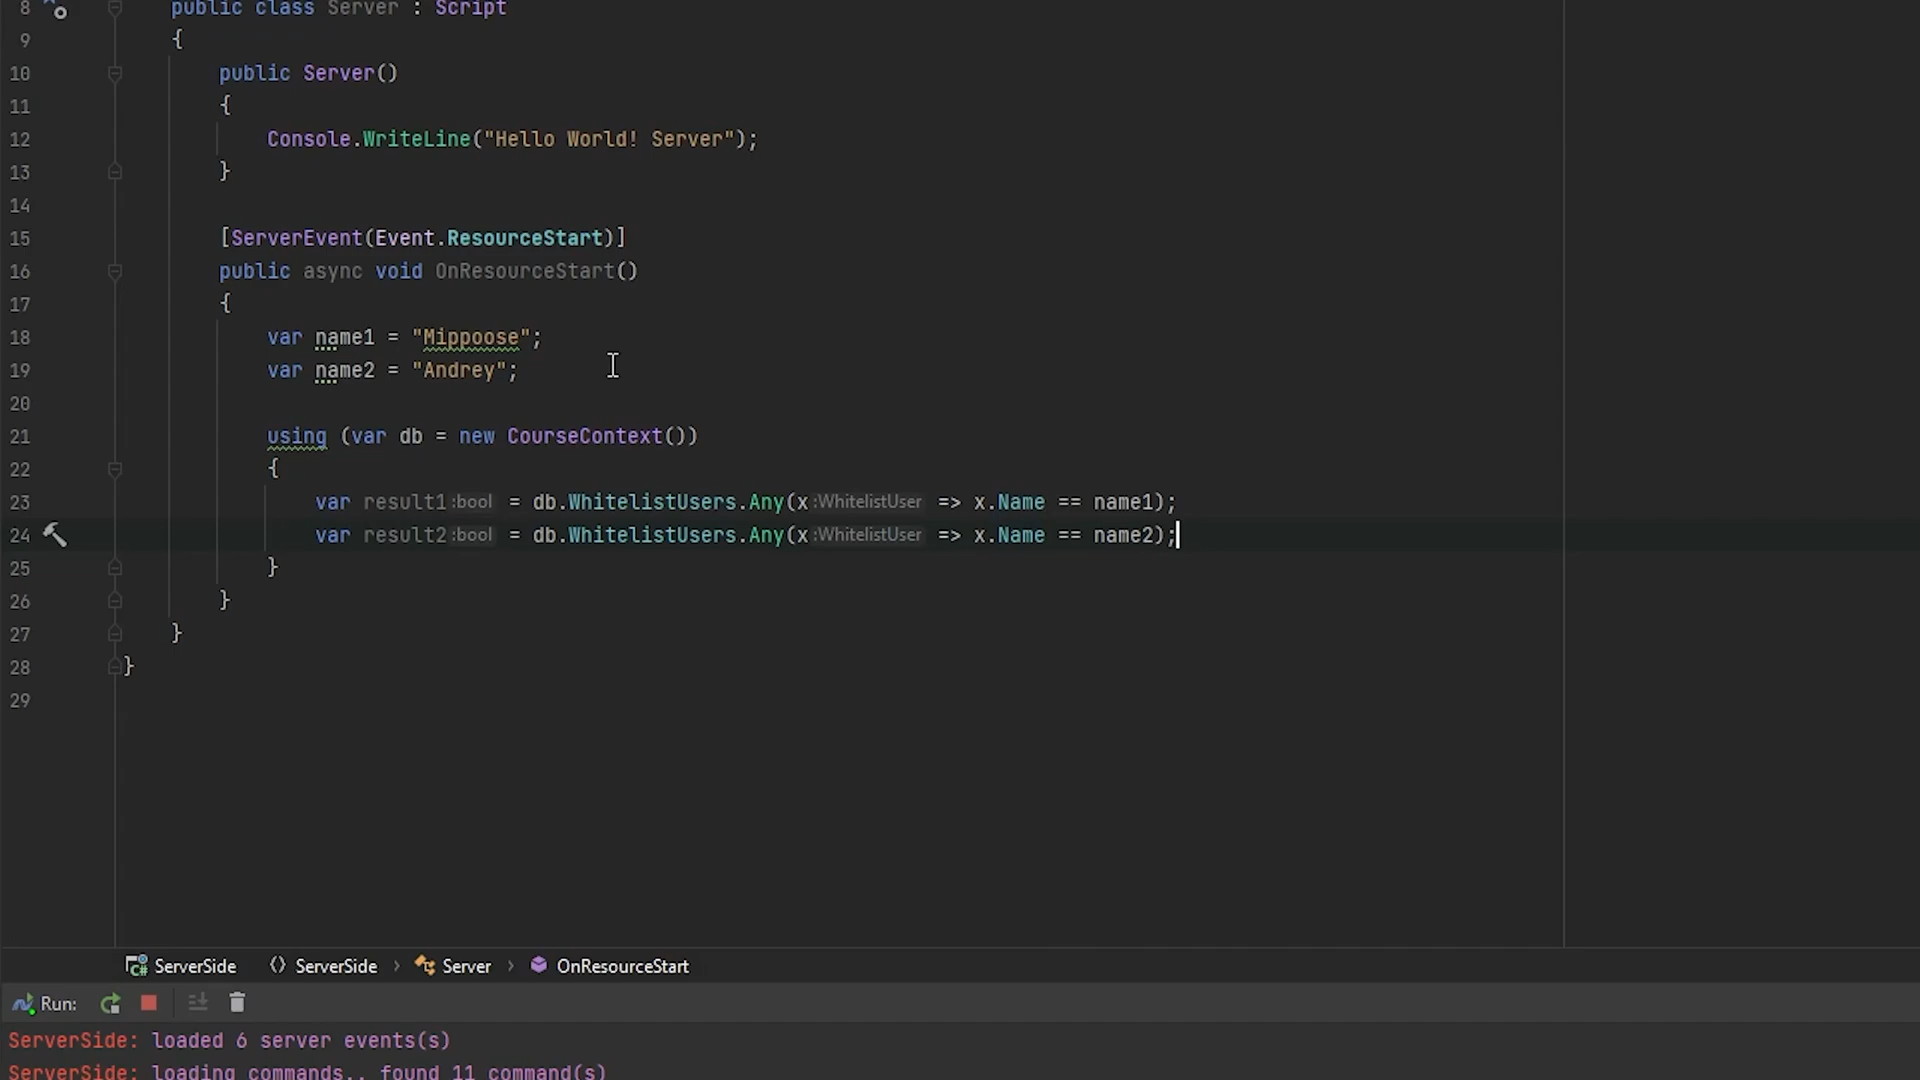 8 public class Server : Script
9 {
10 public Server()
11 {
12 Console.WriteLine("Hello World! Server");
13 }
14
15 [ServerEvent(Event.ResourceStart)]
16 public async void OnResourceStart()
17 {
18 var name1 = "Mippoose";
19 var name2 = "Andrey";
20
21 using (var db = new CourseContext())
22 {
23 var result1:bool = db.WhitelistUsers.Any(x:WhitelistUser => x.Name == name1);
24 var result2:bool = db.WhitelistUsers.Any(x:WhitelistUser => x.Name == name2);
25 }
26 }
27 }
28 }
29
C# ServerSide <> ServerSide > Server > OnResourceStart
Run:
ServerSide: loaded 6 server events(s)
ServerSide: loading commands.. found 11 command(s)